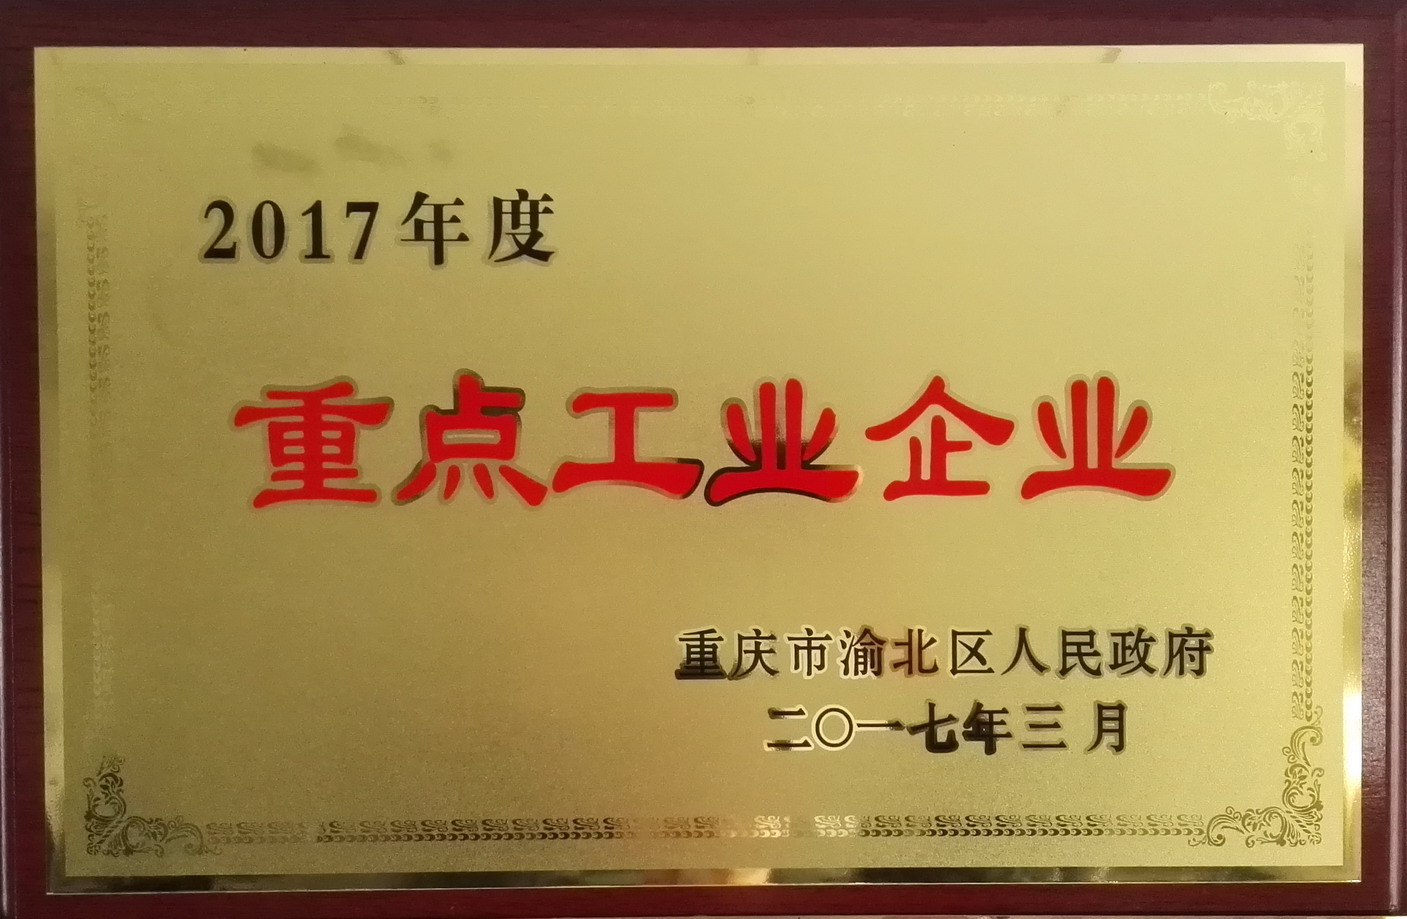 2017年度
重点工业企业
重庆市渝北区人民政府
二〇一七年三月